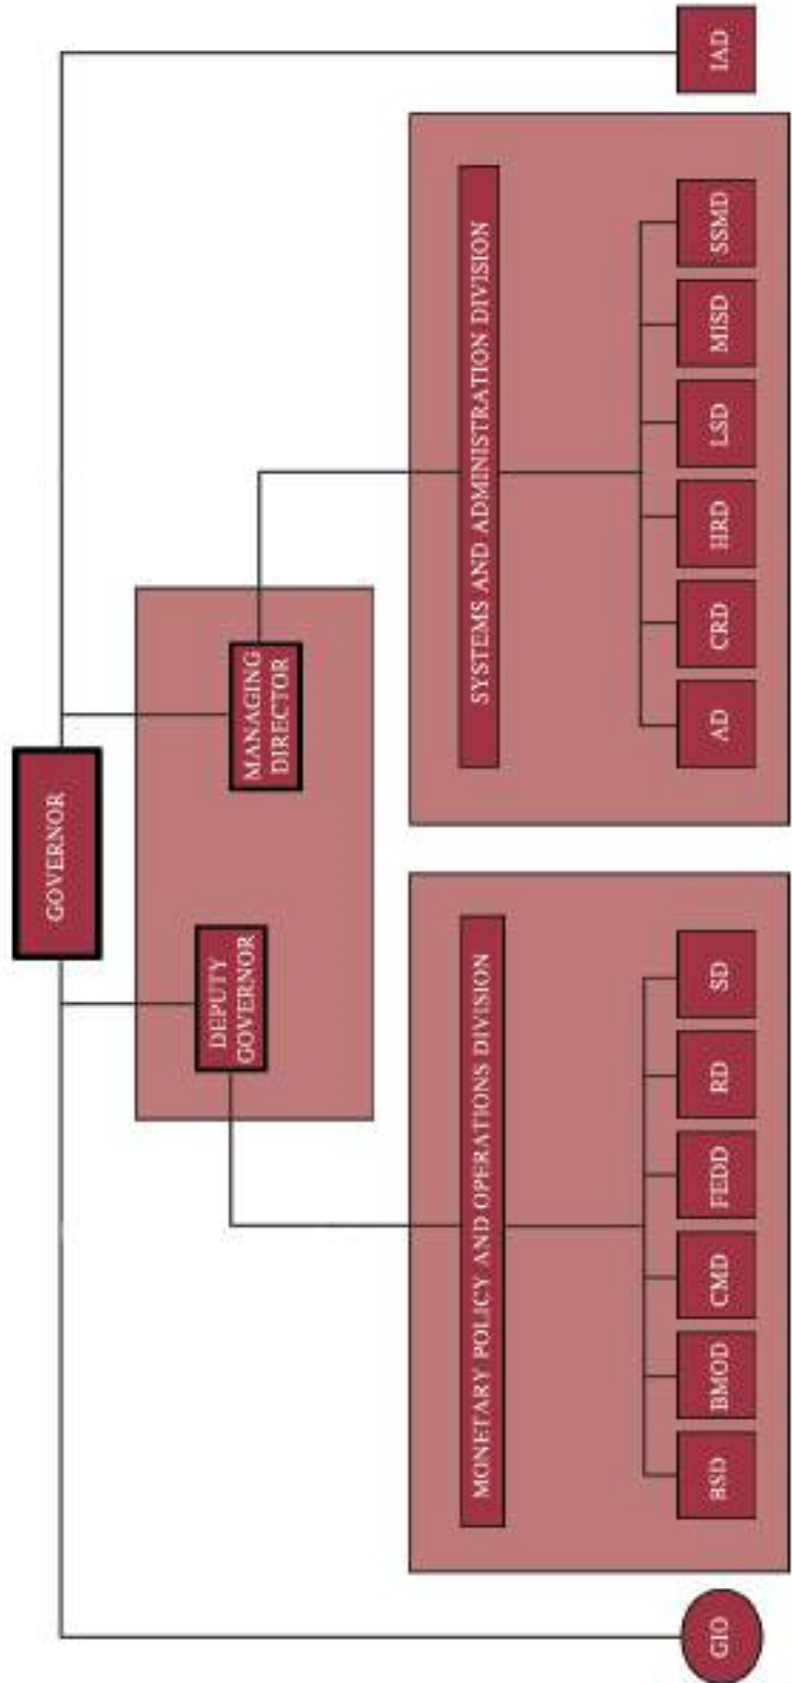 GOVERNOR
DEPUTY
GOVERNOR
MANAGING
DIRECTOR
MONETARY POLICY AND OPERATIONS DIVISION
SYSTEMS AND ADMINISTRATION DIVISION
GIO
BSD
BMOD
CMD
FEDD
RD
SD
AD
CRD
HRD
LSD
MISD
SSMD
IAD